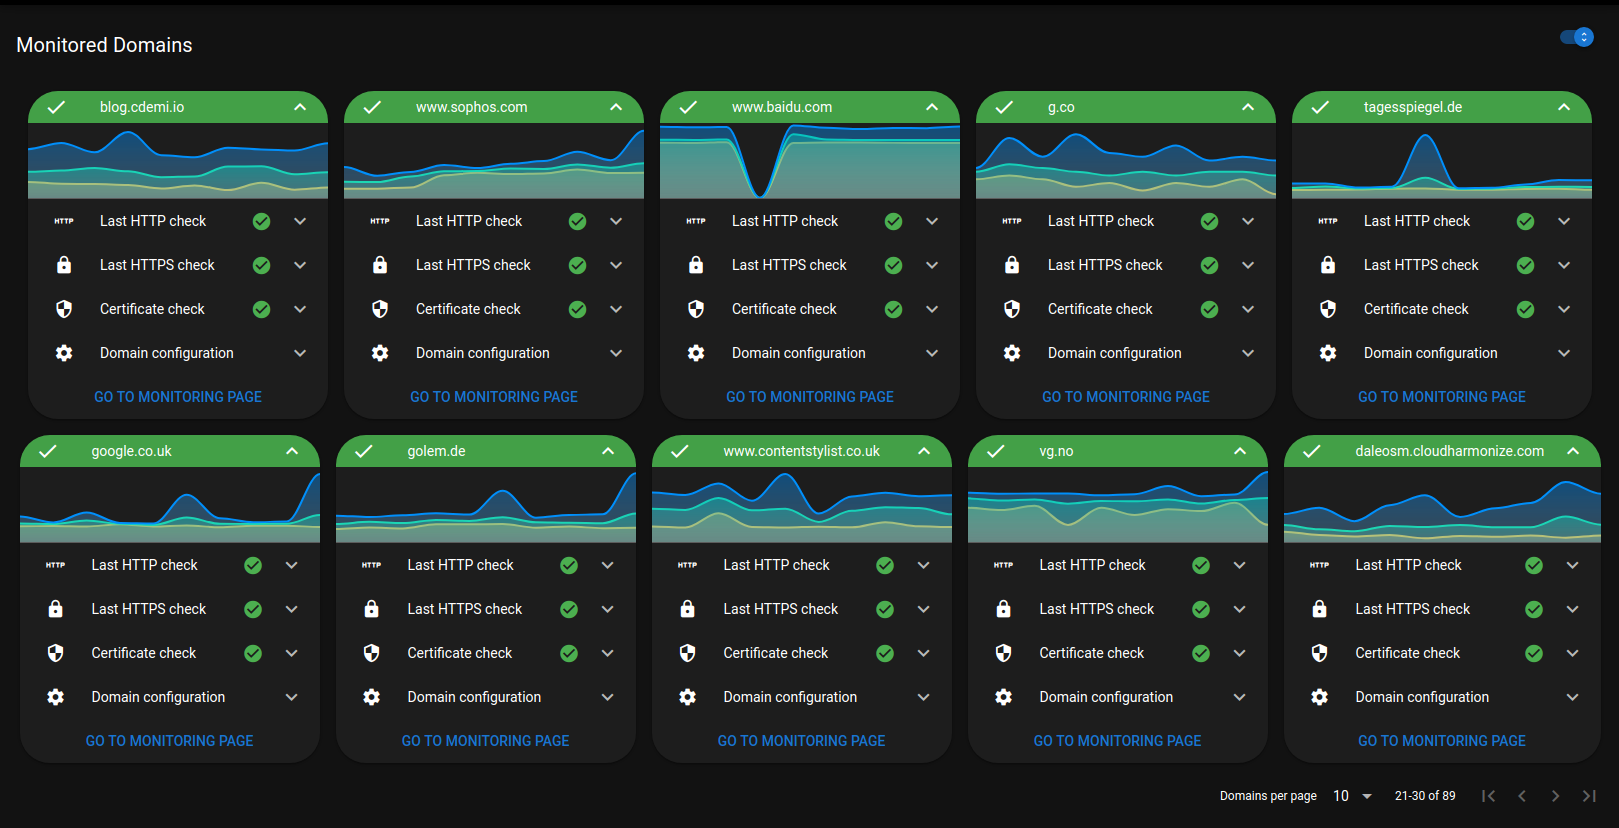 Monitored Domains
blog.cdemi.io
www.sophos.com
www.baidu.com
g.co
tagesspiegel.de
HTTP Last HTTP check
HTTP Last HTTP check
HTTP Last HTTP check
HTTP Last HTTP check
HTTP Last HTTP check
Last HTTPS check
Last HTTPS check
Last HTTPS check
Last HTTPS check
Last HTTPS check
Certificate check
Certificate check
Certificate check
Certificate check
Certificate check
Domain configuration
Domain configuration
Domain configuration
Domain configuration
Domain configuration
GO TO MONITORING PAGE
GO TO MONITORING PAGE
GO TO MONITORING PAGE
GO TO MONITORING PAGE
GO TO MONITORING PAGE
google.co.uk
golem.de
www.contentstylist.co.uk
vg.no
daleosm.cloudharmonize.com
HTTP Last HTTP check
HTTP Last HTTP check
HTTP Last HTTP check
HTTP Last HTTP check
HTTP Last HTTP check
Last HTTPS check
Last HTTPS check
Last HTTPS check
Last HTTPS check
Last HTTPS check
Certificate check
Certificate check
Certificate check
Certificate check
Certificate check
Domain configuration
Domain configuration
Domain configuration
Domain configuration
Domain configuration
GO TO MONITORING PAGE
GO TO MONITORING PAGE
GO TO MONITORING PAGE
GO TO MONITORING PAGE
GO TO MONITORING PAGE
Domains per page 10 21-30 of 89